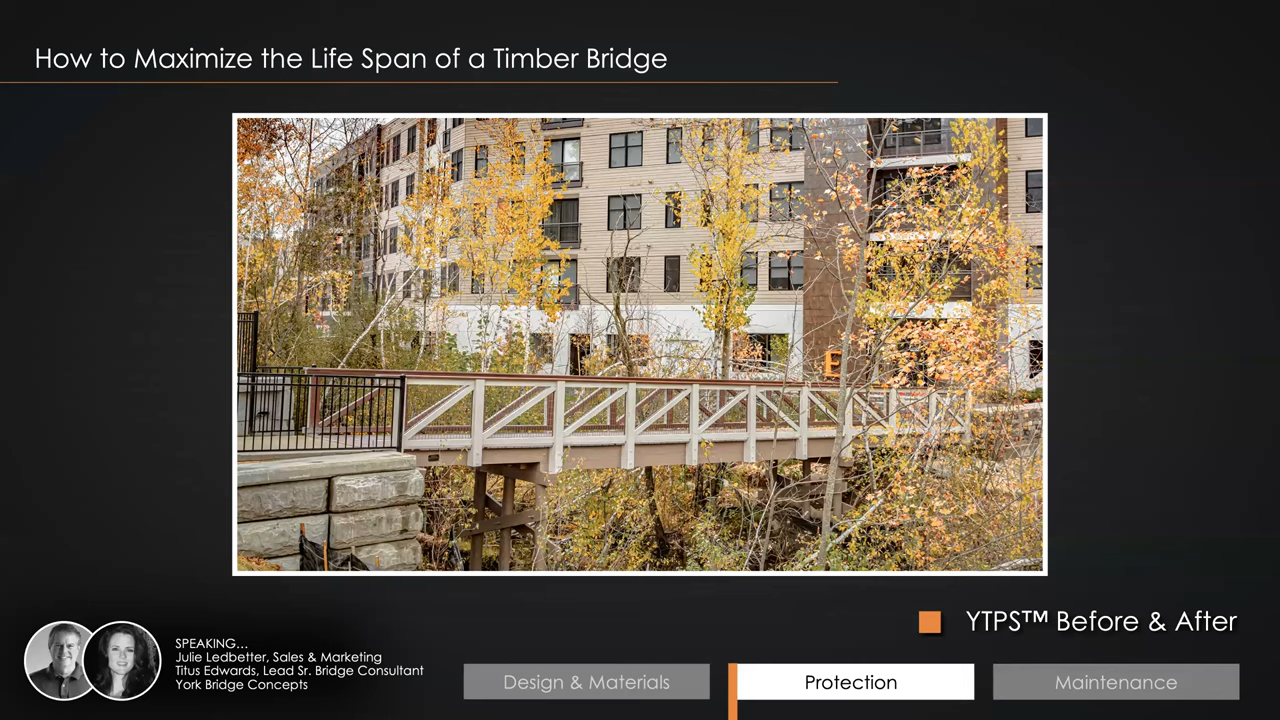 How to Maximize the Life Span of a Timber Bridge
YTPS™ Before & After
SPEAKING...
Julie Ledbetter, Sales & Marketing
Titus Edwards, Lead Sr. Bridge Consultant
York Bridge Concepts
Design & Materials
Protection
Maintenance